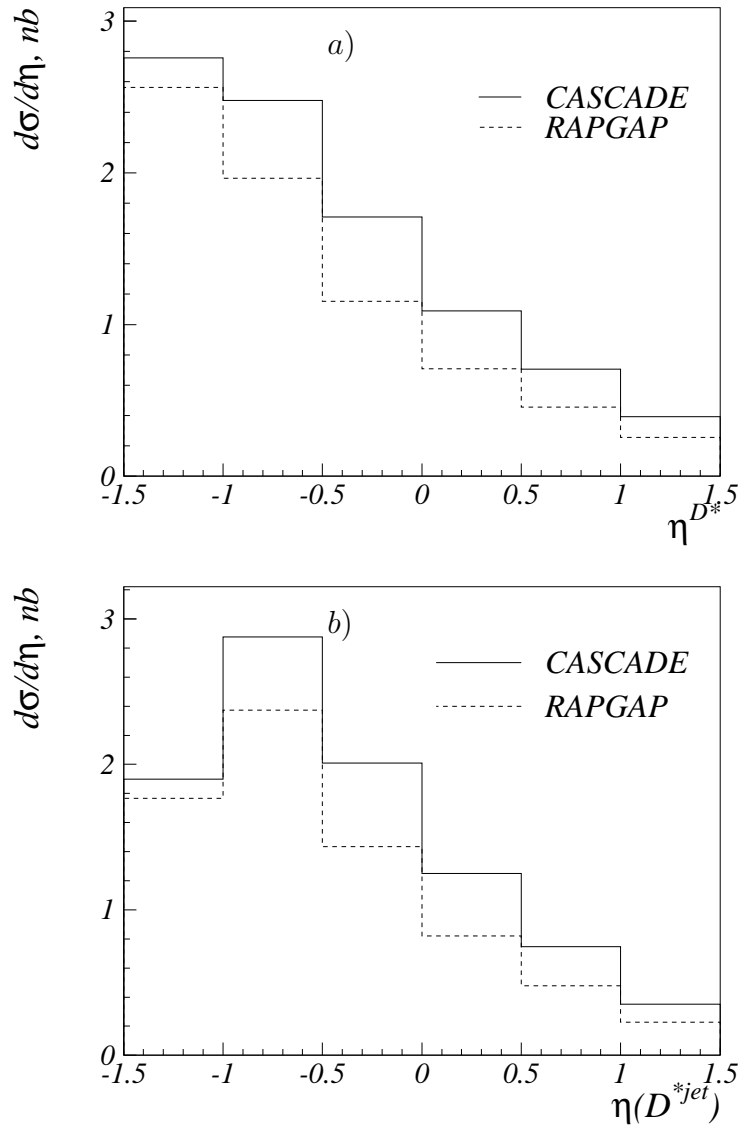 dσ/dη, nb
a)
CASCADE
RAPGAP
3
2
1
0
-1.5 -1 -0.5 0 0.5 1 1.5
η^{D*}
dσ/dη, nb
b)
CASCADE
RAPGAP
3
2
1
0
-1.5 -1 -0.5 0 0.5 1 1.5
η(D^{*jet})